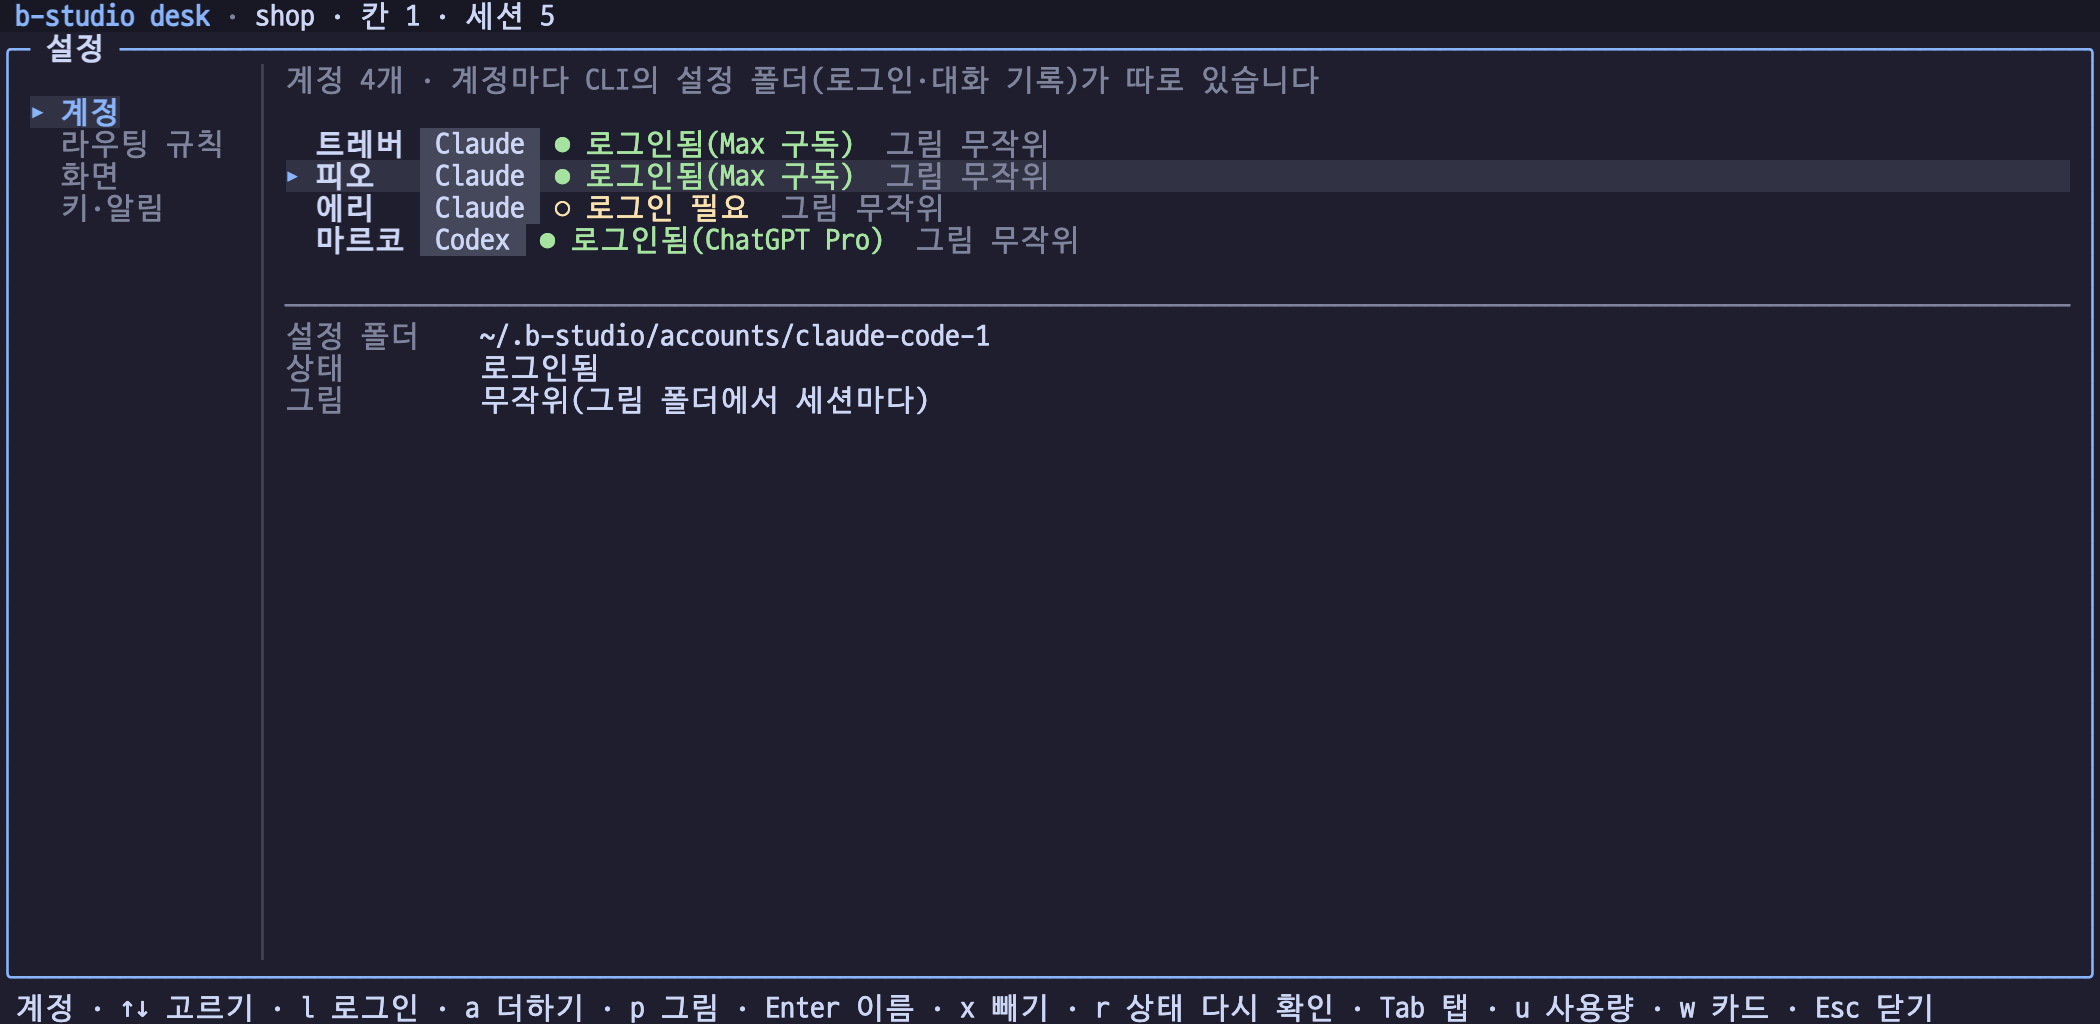 b-studio desk · shop · 칸 1 · 세션 5
설정
▸ 계정
라우팅 규칙
화면
키·알림
계정 4개 · 계정마다 CLI의 설정 폴더(로그인·대화 기록)가 따로 있습니다
트레버 Claude ● 로그인됨(Max 구독) 그림 무작위
▸ 피오 Claude ● 로그인됨(Max 구독) 그림 무작위
에리 Claude ○ 로그인 필요 그림 무작위
마르코 Codex ● 로그인됨(ChatGPT Pro) 그림 무작위
설정 폴더 ~/.b-studio/accounts/claude-code-1
상태 로그인됨
그림 무작위(그림 폴더에서 세션마다)
계정 · ↑↓ 고르기 · l 로그인 · a 더하기 · p 그림 · Enter 이름 · x 빼기 · r 상태 다시 확인 · Tab 탭 · u 사용량 · w 카드 · Esc 닫기